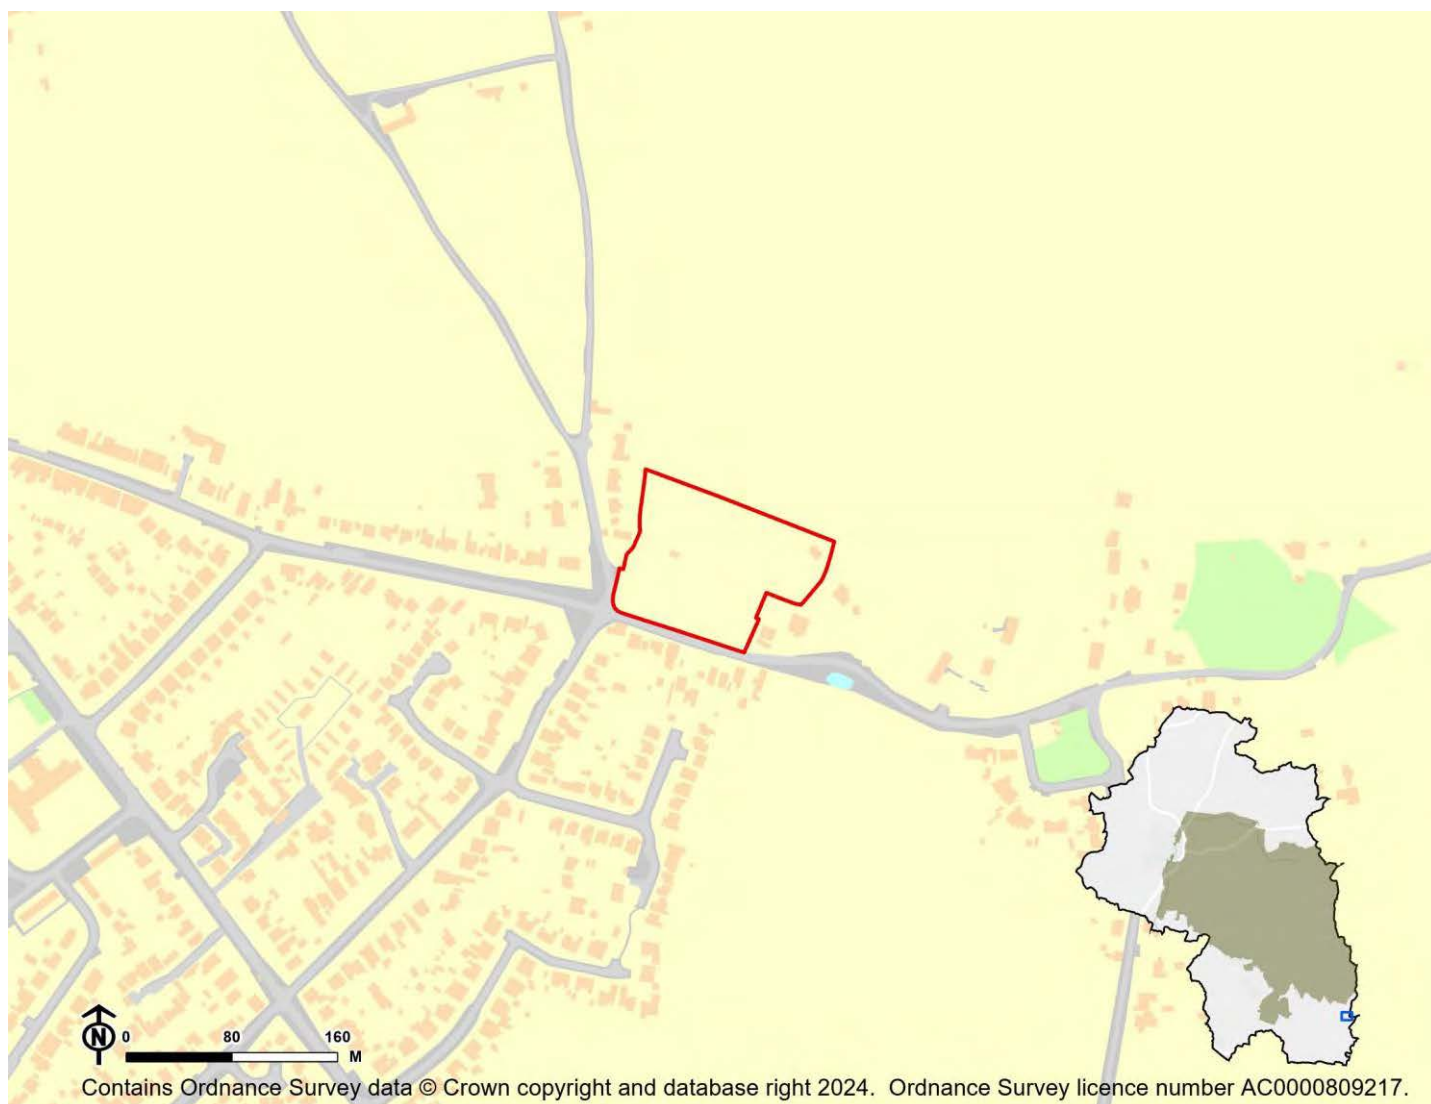 N
0 80 160
M
Contains Ordnance Survey data © Crown copyright and database right 2024. Ordnance Survey licence number AC0000809217.